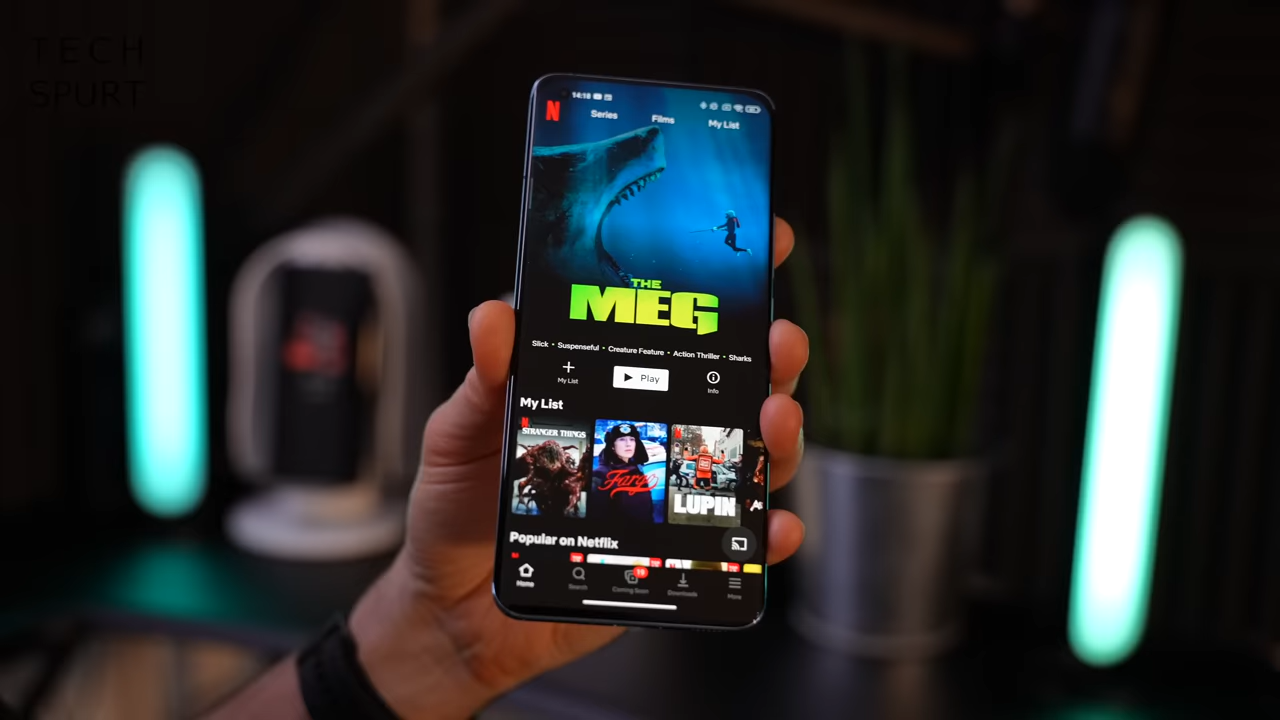 TECH
SPURT
14:18
N
Series Films My List
THE
MEG
Slick • Suspenseful • Creature Feature • Action Thriller • Sharks
My List Play Info
My List
STRANGER THINGS Fargo LUPIN
Popular on Netflix
19
Home Search Coming Soon Downloads More